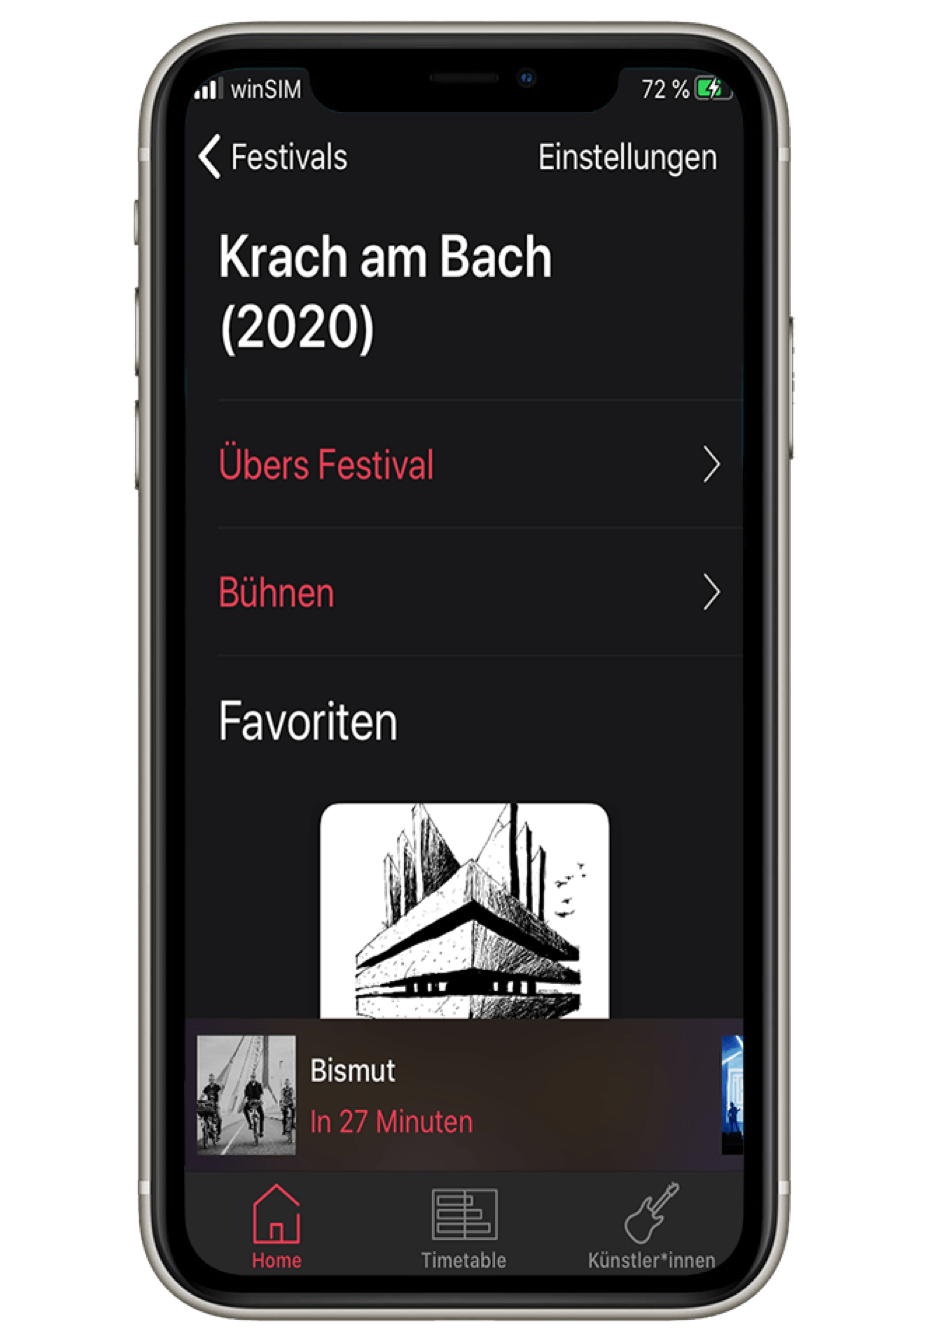 winSIM
72 %
Festivals
Einstellungen
Krach am Bach
(2020)
Übers Festival
Bühnen
Favoriten
Bismut
In 27 Minuten
Home
Timetable
Künstler*innen